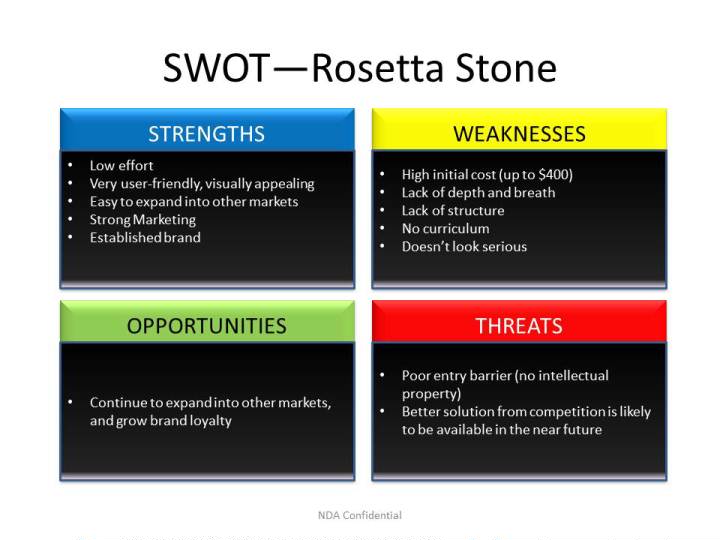 SWOT—Rosetta Stone
STRENGTHS
• Low effort
• Very user-friendly, visually appealing
• Easy to expand into other markets
• Strong Marketing
• Established brand
WEAKNESSES
• High initial cost (up to $400)
• Lack of depth and breath
• Lack of structure
• No curriculum
• Doesn't look serious
OPPORTUNITIES
• Continue to expand into other markets,
and grow brand loyalty
THREATS
• Poor entry barrier (no intellectual
property)
• Better solution from competition is likely
to be available in the near future
NDA Confidential